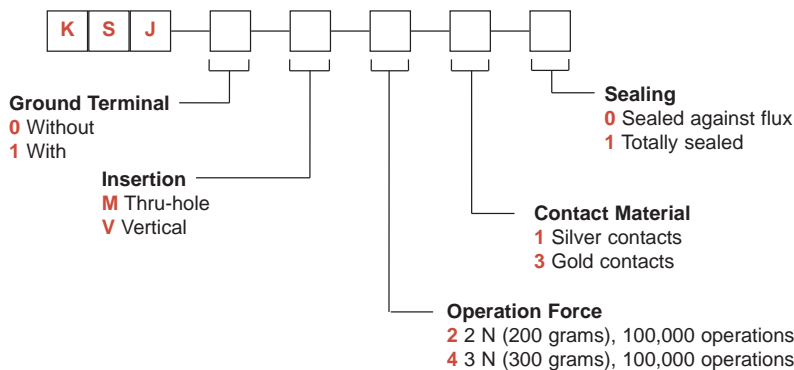 K S J
Ground Terminal
0 Without
1 With
Insertion
M Thru-hole
V Vertical
Operation Force
2 2 N (200 grams), 100,000 operations
4 3 N (300 grams), 100,000 operations
Contact Material
1 Silver contacts
3 Gold contacts
Sealing
0 Sealed against flux
1 Totally sealed